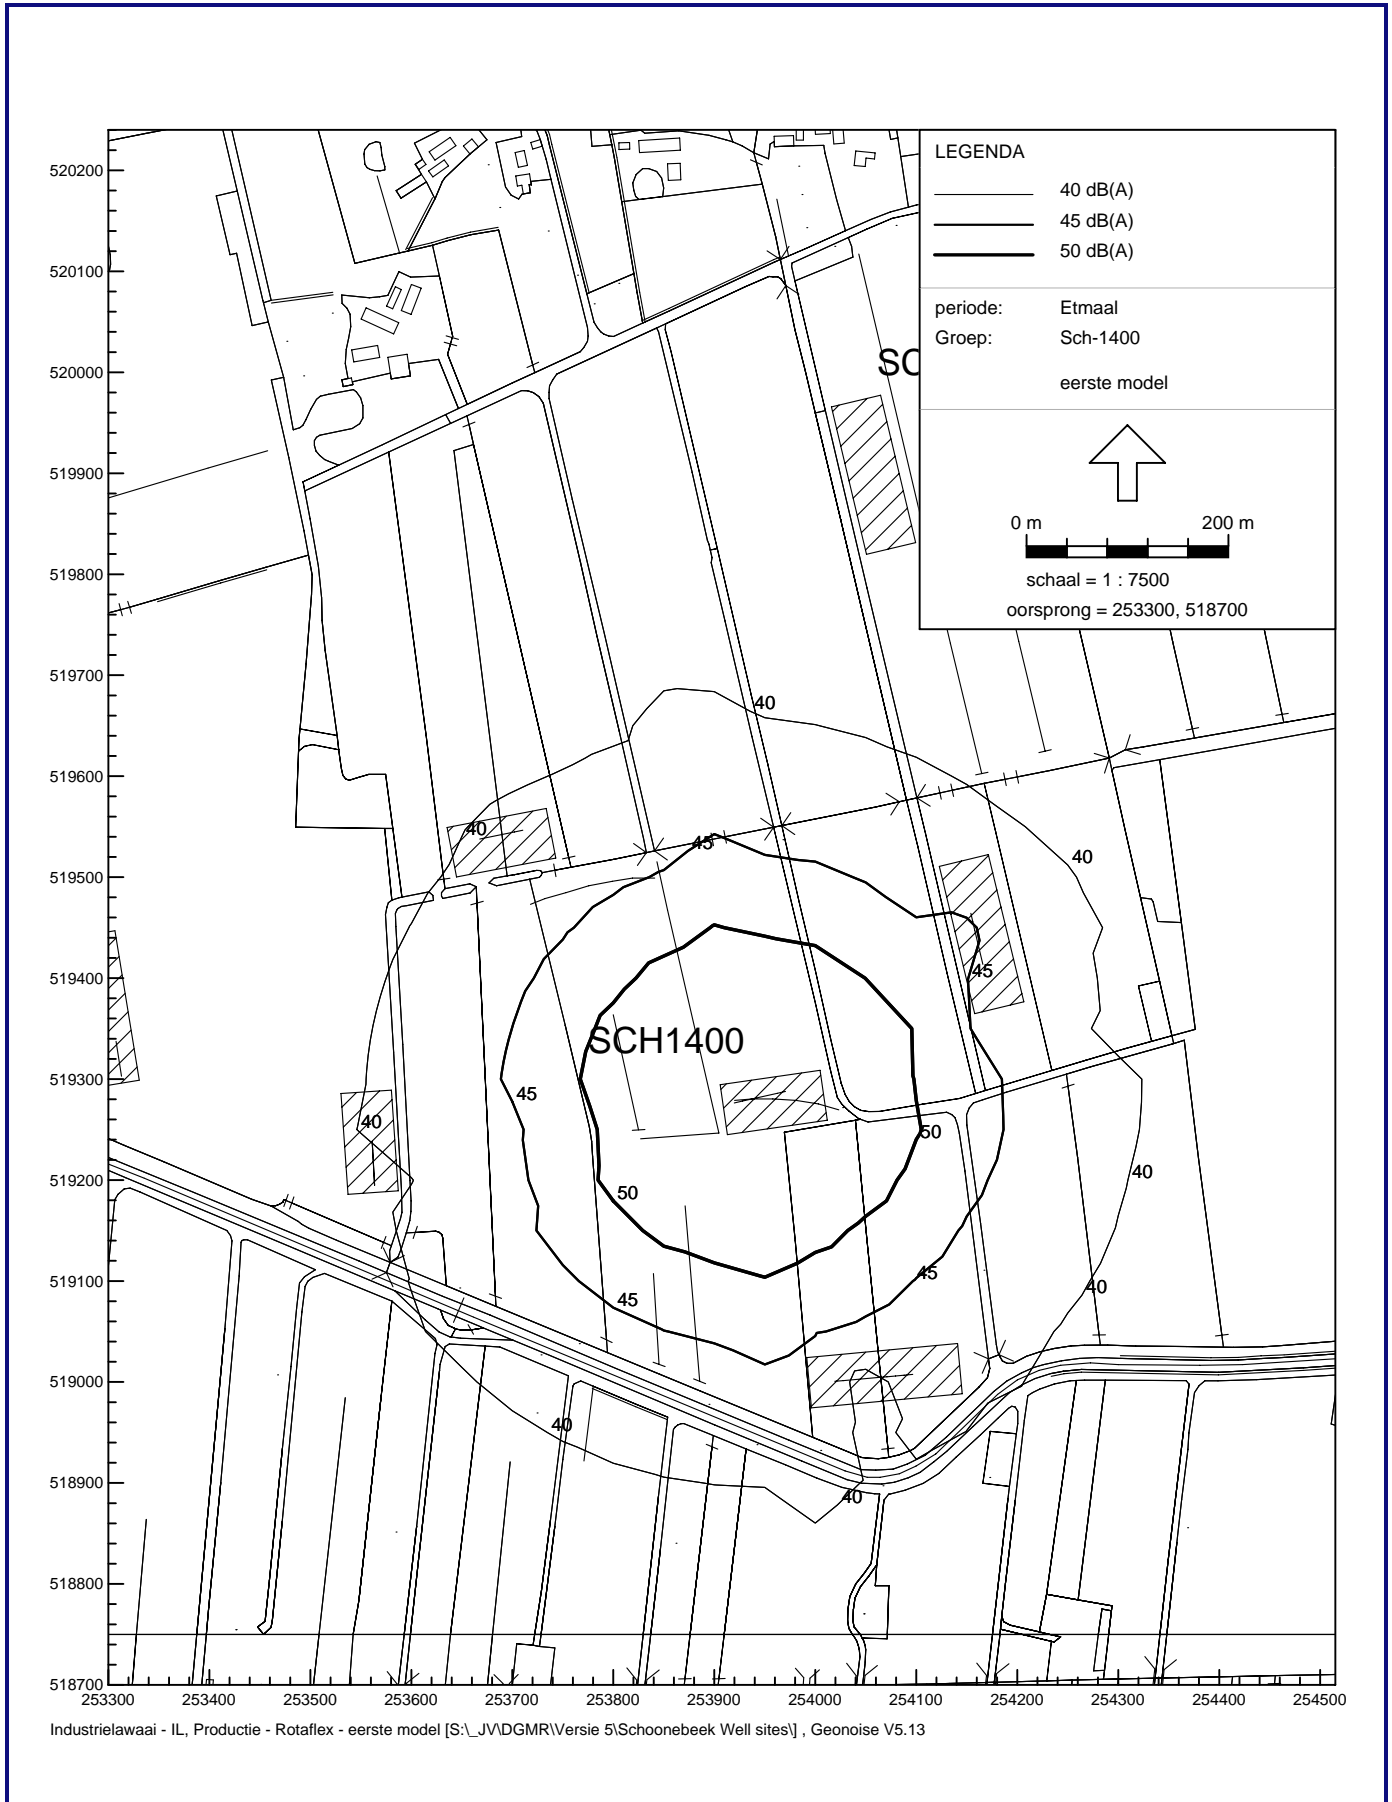 LEGENDA
40 dB(A)
45 dB(A)
50 dB(A)
periode: Etmaal
Groep: Sch-1400
eerste model
0 m 200 m
schaal = 1 : 7500
oorsprong = 253300, 518700
520200
520100
520000
SC
519900
519800
519700
40
519600
40
45
40
519500
45
519400
SCH1400
519300
45
40
50
40
519200
50
45
40
519100
45
519000
40
518900
40
518800
518700
253300 253400 253500 253600 253700 253800 253900 254000 254100 254200 254300 254400 254500
Industrielawaai - IL, Productie - Rotaflex - eerste model [S:\_JV\DGMR\Versie 5\Schoonebeek Well sites\] , Geonoise V5.13